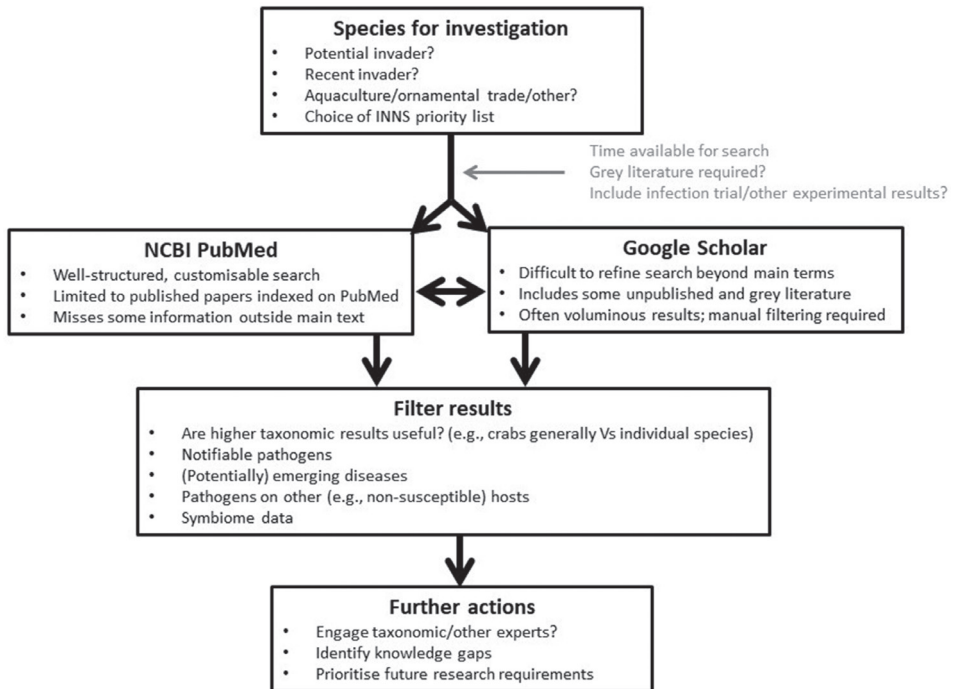 Species for investigation
• Potential invader?
• Recent invader?
• Aquaculture/ornamental trade/other?
• Choice of INNS priority list
Time available for search
Grey literature required?
Include infection trial/other experimental results?
NCBI PubMed
• Well-structured, customisable search
• Limited to published papers indexed on PubMed
• Misses some information outside main text
Google Scholar
• Difficult to refine search beyond main terms
• Includes some unpublished and grey literature
• Often voluminous results; manual filtering required
Filter results
• Are higher taxonomic results useful? (e.g., crabs generally Vs individual species)
• Notifiable pathogens
• (Potentially) emerging diseases
• Pathogens on other (e.g., non-susceptible) hosts
• Symbiome data
Further actions
• Engage taxonomic/other experts?
• Identify knowledge gaps
• Prioritise future research requirements